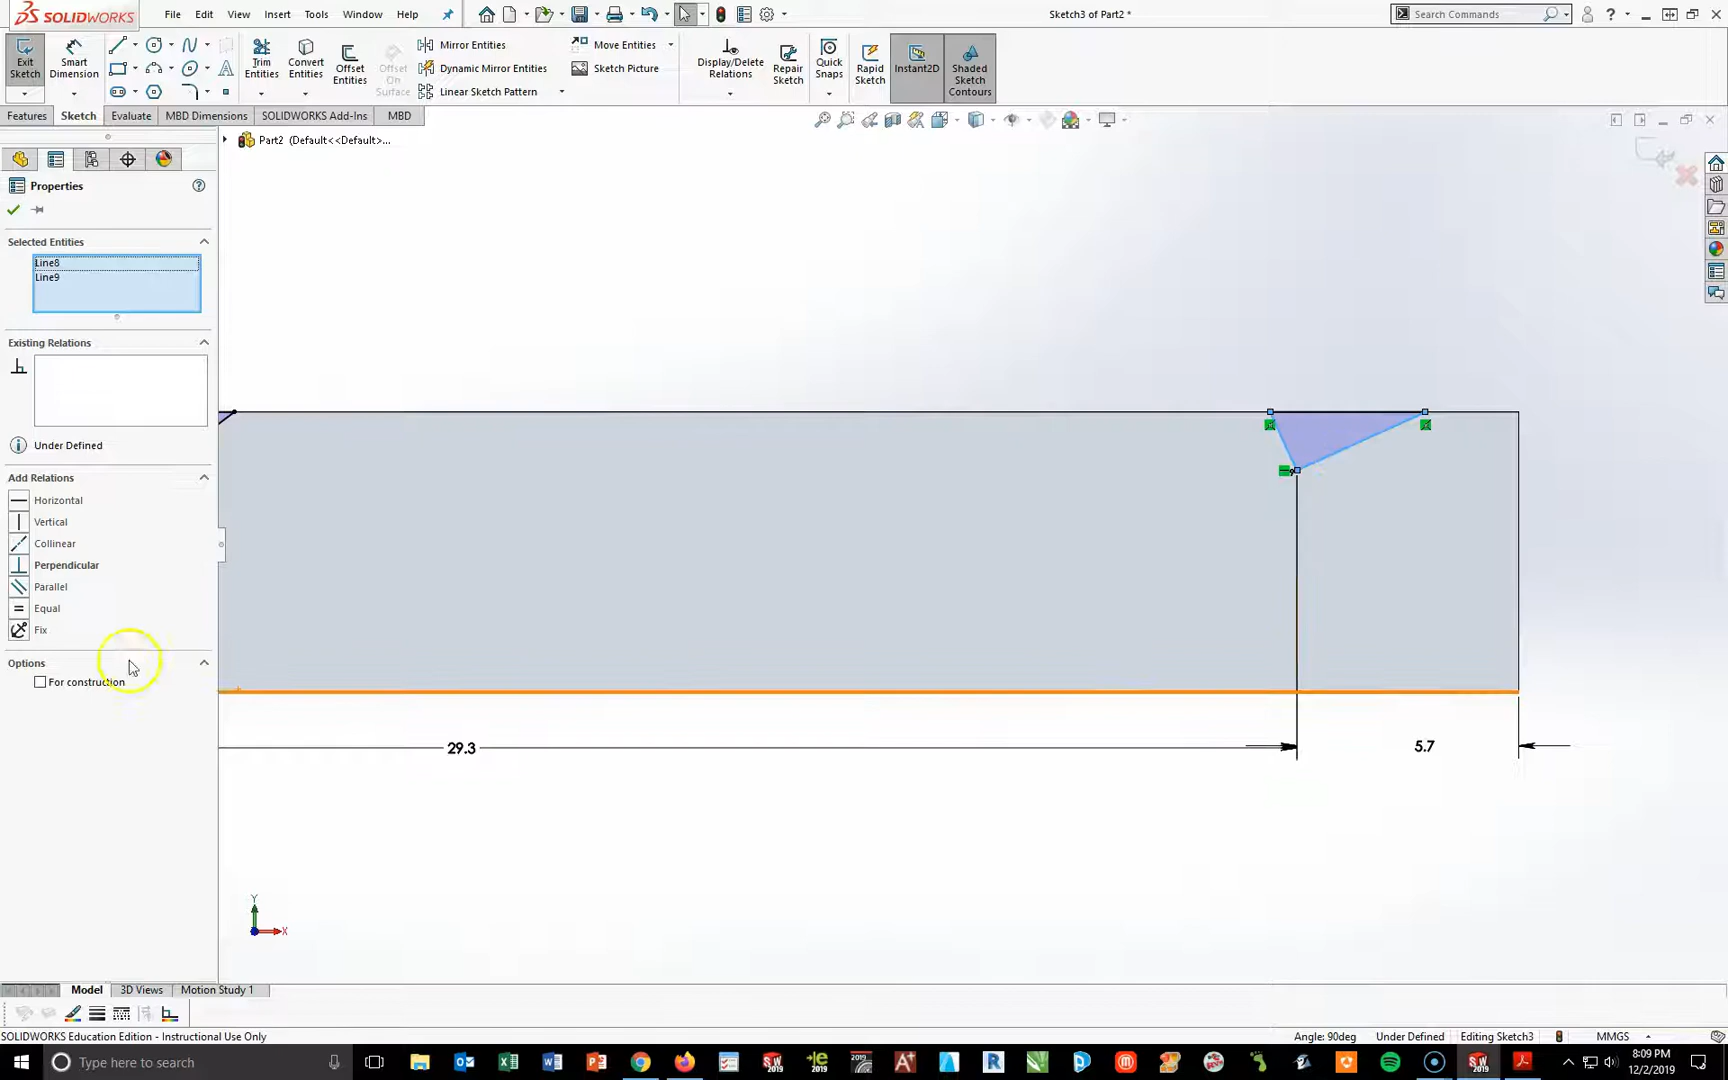 SOLIDWORKS
File Edit View Insert Tools Window Help
Sketch3 of Part2 *
Search Commands
Exit Sketch
Smart Dimension
Trim Entities
Convert Entities
Offset Entities
Offset On Surface
Mirror Entities
Dynamic Mirror Entities
Linear Sketch Pattern
Move Entities
Sketch Picture
Display/Delete Relations
Repair Sketch
Quick Snaps
Rapid Sketch
Instant2D
Shaded Sketch Contours
Features Sketch Evaluate MBD Dimensions SOLIDWORKS Add-Ins MBD
Part2 (Default<<Default>...
Properties
Selected Entities
Line8
Line9
Existing Relations
Under Defined
Add Relations
Horizontal
Vertical
Collinear
Perpendicular
Parallel
Equal
Fix
Options
For construction
29.3
5.7
Y
X
Model 3D Views Motion Study 1
SOLIDWORKS Education Edition - Instructional Use Only
Angle: 90deg Under Defined Editing Sketch3 MMGS
Type here to search
8:09 PM
12/2/2019